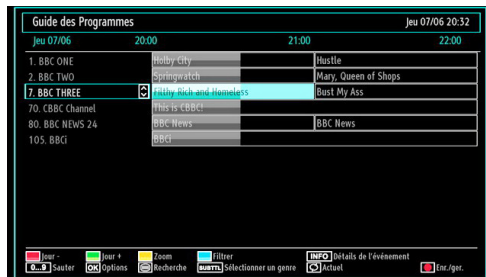 Guide des Programmes Jeu 07/06 20:32
Jeu 07/06 20:00 21:00 22:00
1. BBC ONE Holby City Hustle
2. BBC TWO Springwatch Mary, Queen of Shops
7. BBC THREE Filthy Rich and Homeless Bust My Ass
70. CBBC Channel This is CBBC!
80. BBC NEWS 24 BBC News BBC News
105. BBCi BBCi
Jour - Jour + Zoom Filtrer INFO Détails de l'événement
0...9 Sauter OK Options Recherche SUBTTL Sélectionner un genre Actuel Enr./ger.